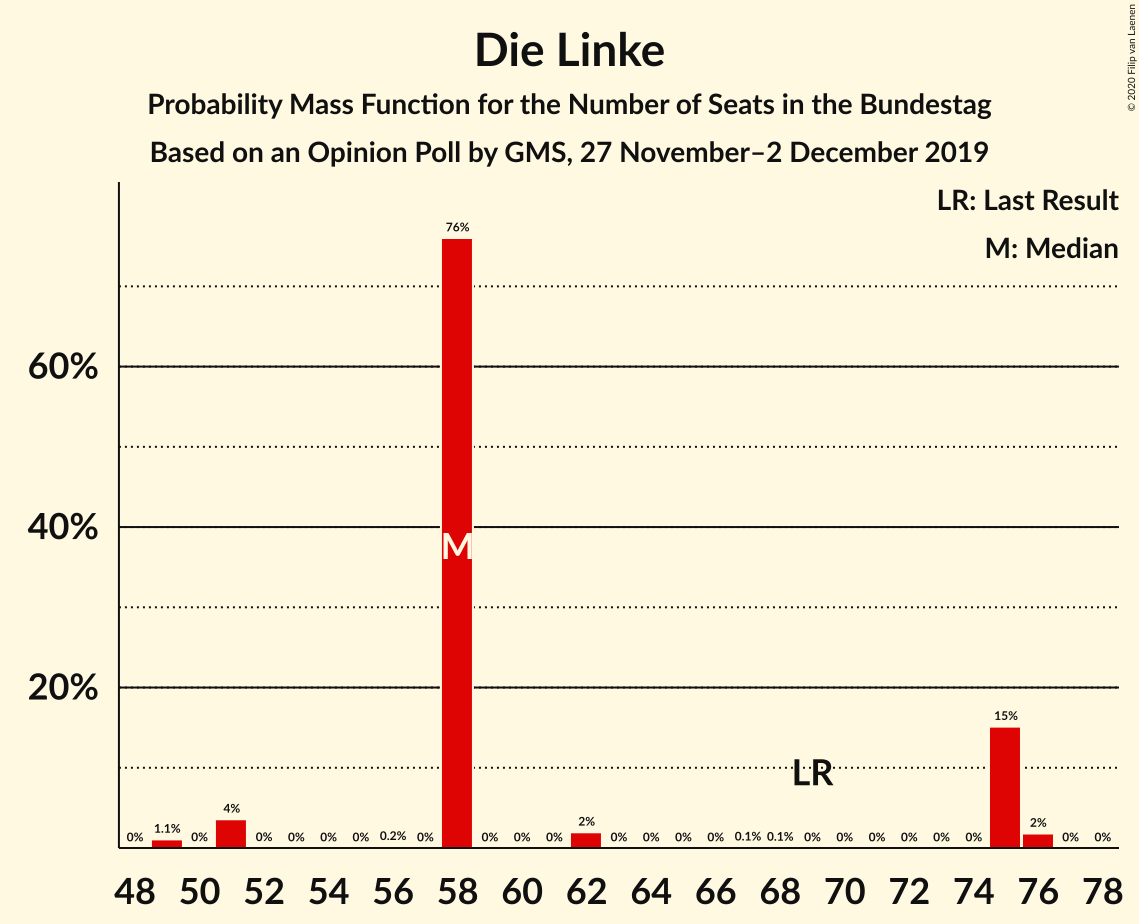 Die Linke
Probability Mass Function for the Number of Seats in the Bundestag
Based on an Opinion Poll by GMS, 27 November–2 December 2019
© 2020 Filip van Laenen
LR: Last Result
M: Median
60%
40%
20%
0% 1.1% 0% 4% 0% 0% 0% 0% 0.2% 0% 76% 0% 0% 0% 2% 0% 0% 0% 0% 0.1% 0.1% 0% 0% 0% 0% 0% 0% 15% 2% 0% 0%
M
LR
48 50 52 54 56 58 60 62 64 66 68 70 72 74 76 78